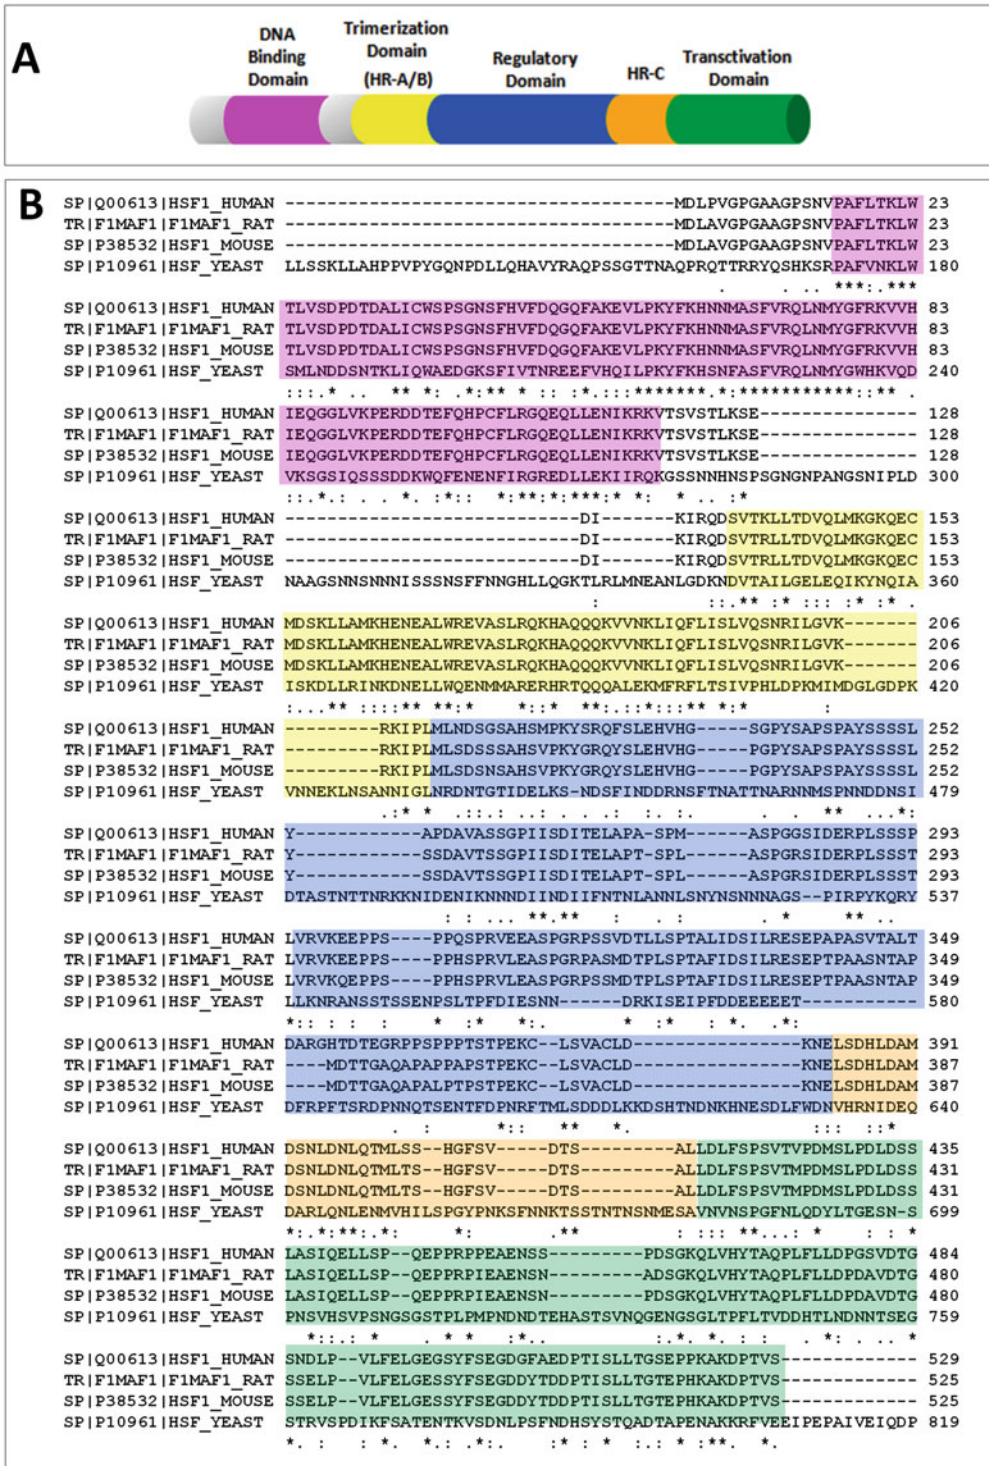 A
DNA Binding Domain
Trimerization Domain (HR-A/B)
Regulatory Domain
HR-C
Transctivation Domain
B
SP|Q00613|HSF1_HUMAN -------------------------------------MDLPVGPGAAGPSNVPAFLTKLW 23
TR|F1MAF1|F1MAF1_RAT -------------------------------------MDLAVGPGAAGPSNVPAFLTKLW 23
SP|P38532|HSF1_MOUSE -------------------------------------MDLAVGPGAAGPSNVPAFLTKLW 23
SP|P10961|HSF_YEAST LLSSKLLAHPPVPYGQNPDLLQHAVYRAQPSSGTTNAQPRQTTRRYQSHKSRPAFVNKLW 180
. . .. ***:.****
SP|Q00613|HSF1_HUMAN TLVSDPDTDALICWSPSGNSFHVFDQGQFAKEVLPKYFKHNNMASFVRQLNMYGFRKVVH 83
TR|F1MAF1|F1MAF1_RAT TLVSDPDTDALICWSPSGNSFHVFDQGQFAKEVLPKYFKHNNMASFVRQLNMYGFRKVVH 83
SP|P38532|HSF1_MOUSE TLVSDPDTDALICWSPSGNSFHVFDQGQFAKEVLPKYFKHNNMASFVRQLNMYGFRKVVH 83
SP|P10961|HSF_YEAST SMLNDDSNTKLIQWAEDGKSFIVTNREEFVHQILPKYFKHSNFASFVRQLNMYGWHKVQD 240
:::.* .. ** *: .*:** * :: :*.:::*******.*:***********::** .
SP|Q00613|HSF1_HUMAN IEQGGLVKPERDDTEFQHPCFLRGQEQLLENIKRKVTSVSTLKSE--------------- 128
TR|F1MAF1|F1MAF1_RAT IEQGGLVKPERDDTEFQHPCFLRGQEQLLENIKRKVTSVSTLKSE--------------- 128
SP|P38532|HSF1_MOUSE IEQGGLVKPERDDTEFQHPCFLRGQEQLLENIKRKVTSVSTLKSE--------------- 128
SP|P10961|HSF_YEAST VKSGSIQSSSDDKWQFENENFIRGREDLLEKIIRQKGSSNNHNSPSGNGNPANGSNIPLD 300
::.*.: . . *. :*:: *:**:*:***:* *: * .. :*
SP|Q00613|HSF1_HUMAN ----------------------------DI--------KIRQDSVTKLLTDVQLMKGKQEC 153
TR|F1MAF1|F1MAF1_RAT ----------------------------DI--------KIRQDSVTRLLTDVQLMKGKQEC 153
SP|P38532|HSF1_MOUSE ----------------------------DI--------KIRQDSVTRLLTDVQLMKGKQEC 153
SP|P10961|HSF_YEAST NAAGSNNSNNNISSSNSFFNNGHLLQGKTLRLMNEANLGDKNDVTAILGELEQIKYNQIA 360
: ::.** :* ::: :* :* .
SP|Q00613|HSF1_HUMAN MDSKLLAMKHENEALWREVASLRQKHAQQQKVVNKLIQFLISLVQSNRILGVK------- 206
TR|F1MAF1|F1MAF1_RAT MDSKLLAMKHENEALWREVASLRQKHAQQQKVVNKLIQFLISLVQSNRILGVK------- 206
SP|P38532|HSF1_MOUSE MDSKLLAMKHENEALWREVASLRQKHAQQQKVVNKLIQFLISLVQSNRILGVK------- 206
SP|P10961|HSF_YEAST ISKDLLRINKDNELLWQENMMARERHRTQQQALEKMFRFLTSIVPHLDPKMIMDGLGDPK 420
:...** ::::** **:* *::* **:.::*:::** *:* :
SP|Q00613|HSF1_HUMAN ---------RKIPLMLNDSGSAHSMPKYSRQFSLEHVHG-----SGPYSAPSPAYSSSSL 252
TR|F1MAF1|F1MAF1_RAT ---------RKIPLMLSDSSSAHSVPKYGRQYSLEHVHG-----PGPYSAPSPAYSSSSL 252
SP|P38532|HSF1_MOUSE ---------RKIPLMLSDSNSAHSVPKYGRQYSLEHVHG-----PGPYSAPSPAYSSSSL 252
SP|P10961|HSF_YEAST VNNEKLNSANNIGLNRDNTGTIDELKS-NDSFINDDRNSFTNATTNARNNMSPNNDDNSI 479
.:* * .::.: ..: . . .: :. :. .. . ** ...*:
SP|Q00613|HSF1_HUMAN Y------------APDAVASSGPIISDITELAPA-SPM------ASPGGSIDERPLSSSP 293
TR|F1MAF1|F1MAF1_RAT Y------------SSDAVTSSGPIISDITELAPT-SPL------ASPGRSIDERPLSSST 293
SP|P38532|HSF1_MOUSE Y------------SSDAVTSSGPIISDITELAPT-SPL------ASPGRSIDERPLSSST 293
SP|P10961|HSF_YEAST DTASTNTTNRKKNIDENIKNNNDIINDIIFNTNLANNLSNYNSNNNAGS--PIRPYKQRY 537
: : ... **.** : . : . * ** ..
SP|Q00613|HSF1_HUMAN LVRVKEEPPS----PPQSPRVEEASPGRPSSVDTLLSPTALIDSILRESEPAPASVTALT 349
TR|F1MAF1|F1MAF1_RAT LVRVKEEPPS----PPHSPRVLEASPGRPASMDTPLSPTAFIDSILRESEPTPAASNTAP 349
SP|P38532|HSF1_MOUSE LVRVKQEPPS----PPHSPRVLEASPGRPSSMDTPLSPTAFIDSILRESEPTPAASNTAP 349
SP|P10961|HSF_YEAST LLKNRANSSTSSENPSLTPFDIESNN------DRKISEIPFDDEEEEET----------- 580
*:: : :..: * :* *:. * :* : *. .*:
SP|Q00613|HSF1_HUMAN DARGHTDTEGRPPSPPPTSTPEKC--LSVACLD----------------KNELSDHLDAM 391
TR|F1MAF1|F1MAF1_RAT ----MDTTGAQAPAPPAPSTPEKC--LSVACLD----------------KNELSDHLDAM 387
SP|P38532|HSF1_MOUSE ----MDTTGAQAPALPTPSTPEKC--LSVACLD----------------KNELSDHLDAM 387
SP|P10961|HSF_YEAST DFRPFTSRDPNNQTSENTFDPNRFTMLSDDDLKKDSHTNDNKHNESDLFWDNVHRNIDEQ 640
. : *:: ** *. ::: ::*
SP|Q00613|HSF1_HUMAN DSNLDNLQTMLSS--HGFSV-----DTS---------ALLDLFSPSVTVPDMSLPDLDSS 435
TR|F1MAF1|F1MAF1_RAT DSNLDNLQTMLTS--HGFSV-----DTS---------ALLDLFSPSVTMPDMSLPDLDSS 431
SP|P38532|HSF1_MOUSE DSNLDNLQTMLTS--HGFSV-----DTS---------ALLDLFSPSVTMPDMSLPDLDSS 431
SP|P10961|HSF_YEAST DARLQNLENMVHILSPGYPNKSFNNKTSSTNTNSNMESAVNVNSPGFNLQDYLTGESN-S 699
*:.*:**:.*: *:. .** : ::: **...: * : : *
SP|Q00613|HSF1_HUMAN LASIQELLSP--QEPPRPPEAENSS---------PDSGKQLVHYTAQPLFLLDPGSVDTG 484
TR|F1MAF1|F1MAF1_RAT LASIQELLSP--QEPPRPIEAENSN---------ADSGKQLVHYTAQPLFLLDPDAVDTG 480
SP|P38532|HSF1_MOUSE LASIQELLSP--QEPPRPIEAENSN---------PDSGKQLVHYTAQPLFLLDPDAVDTG 480
SP|P10961|HSF_YEAST PNSVHSVPSNGSGSTPLPMPNDNDTEHASTSVNQGENGSGLTPFLTVDDHTLNDNNTSEG 759
*::.: * . * * :*. :.*. *. : : . *: . .. *
SP|Q00613|HSF1_HUMAN SNDLP--VLFELGEGSYFSEGDGFAEDPTISLLTGSEPPKAKDPTVS------------- 529
TR|F1MAF1|F1MAF1_RAT SSELP--VLFELGESSYFSEGDDYTDDPTISLLTGTEPHKAKDPTVS------------- 525
SP|P38532|HSF1_MOUSE SSELP--VLFELGESSYFSEGDDYTDDPTISLLTGTEPHKAKDPTVS------------- 525
SP|P10961|HSF_YEAST STRVSPDIKFSATENTKVSDNLPSFNDHSYSTQADTAPENAKKRFVEEIPEPAIVEIQDP 819
*. : : *. *.: .*:. :* : * :.: * :**. *.